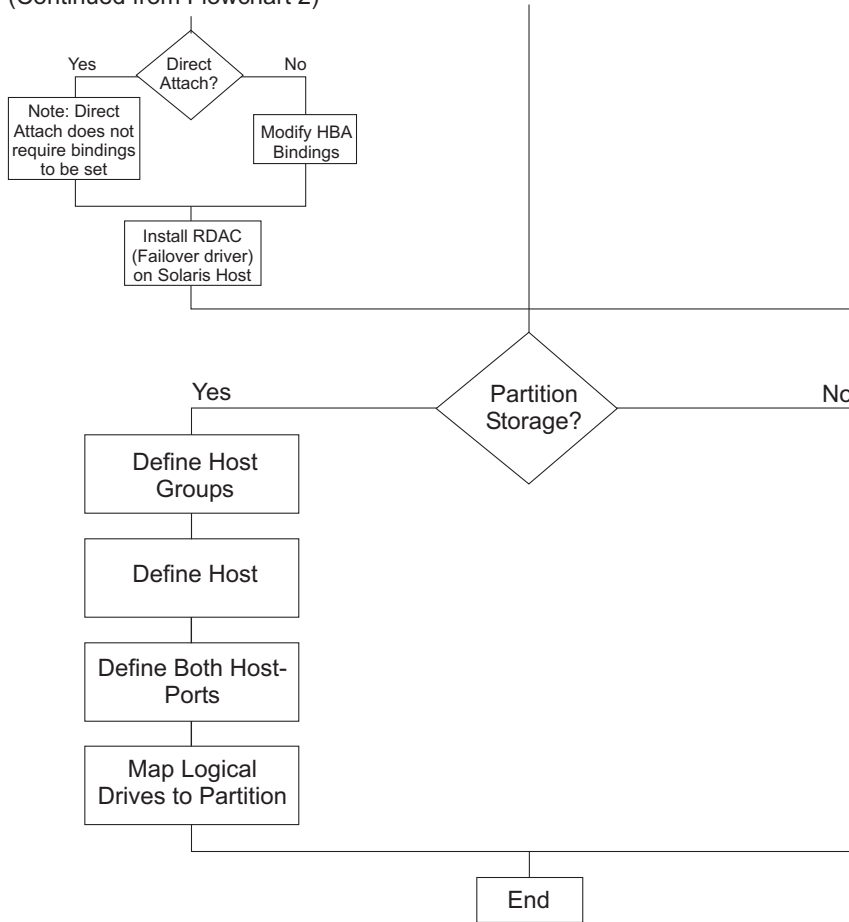 (Continued from Flowchart 2)
Direct
Attach?
Yes
No
Note: Direct
Attach does not
require bindings
to be set
Modify HBA
Bindings
Install RDAC
(Failover driver)
on Solaris Host
Partition
Storage?
Yes
No
Define Host
Groups
Define Host
Define Both Host-
Ports
Map Logical
Drives to Partition
End